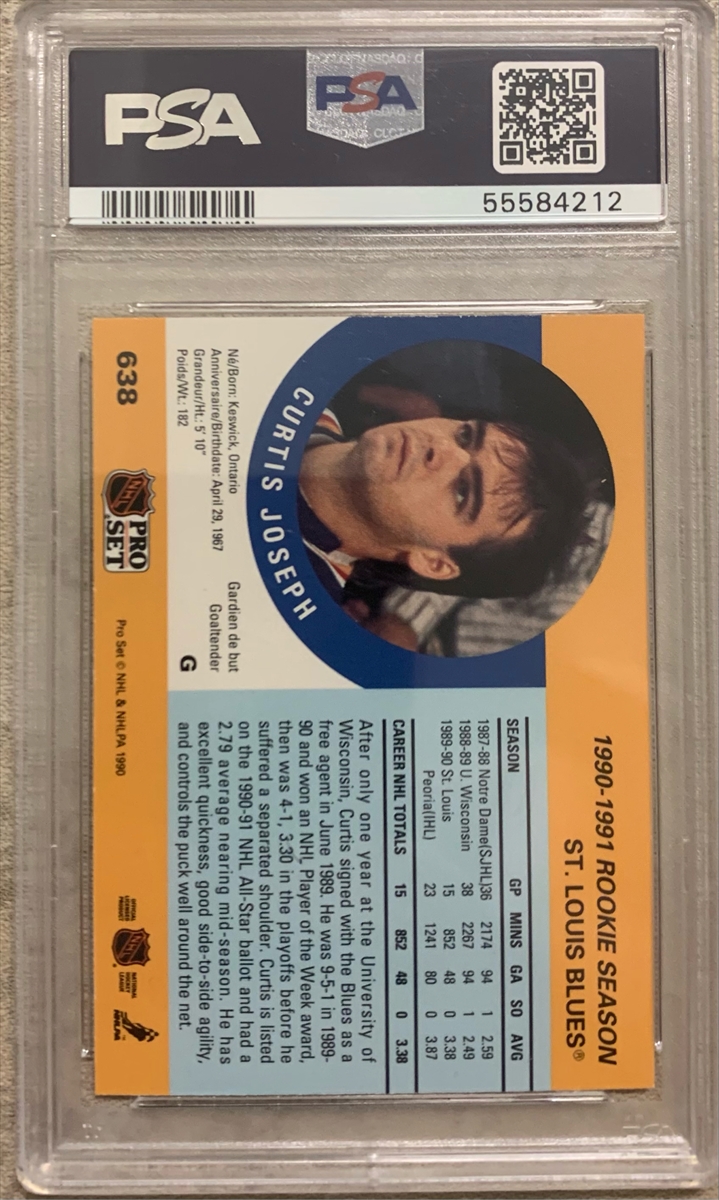 PSA
PSA
55584212
1990-1991 ROOKIE SEASON
ST. LOUIS BLUES®
CURTIS JOSEPH
Né/Born: Keswick, Ontario
Anniversaire/Birthdate: April 29, 1967
Grandeur/Ht.: 5' 10"
Poids/Wt.: 182
Gardien de but
Goaltender
G
SEASON GP MINS GA SO AVG
1987-88 Notre Dame(SJHL)36 2174 94 1 2.59
1988-89 U. Wisconsin 38 2267 94 1 2.49
1989-90 St. Louis 15 852 48 0 3.38
Peoria(IHL) 23 1241 80 0 3.87
CAREER NHL TOTALS 15 852 48 0 3.38
After only one year at the University of
Wisconsin, Curtis signed with the Blues as a
free agent in June 1989. He was 9-5-1 in 1989-
90 and won an NHL Player of the Week award,
then was 4-1, 3.30 in the playoffs before he
suffered a separated shoulder. Curtis is listed
on the 1990-91 NHL All-Star ballot and had a
2.79 average nearing mid-season. He has
excellent quickness, good side-to-side agility,
and controls the puck well around the net.
638
NHL
PRO
SET
Pro Set © NHL & NHLPA 1990
OFFICIAL
LICENSED
PRODUCT
NHL
NATIONAL
HOCKEY
LEAGUE
NHLPA